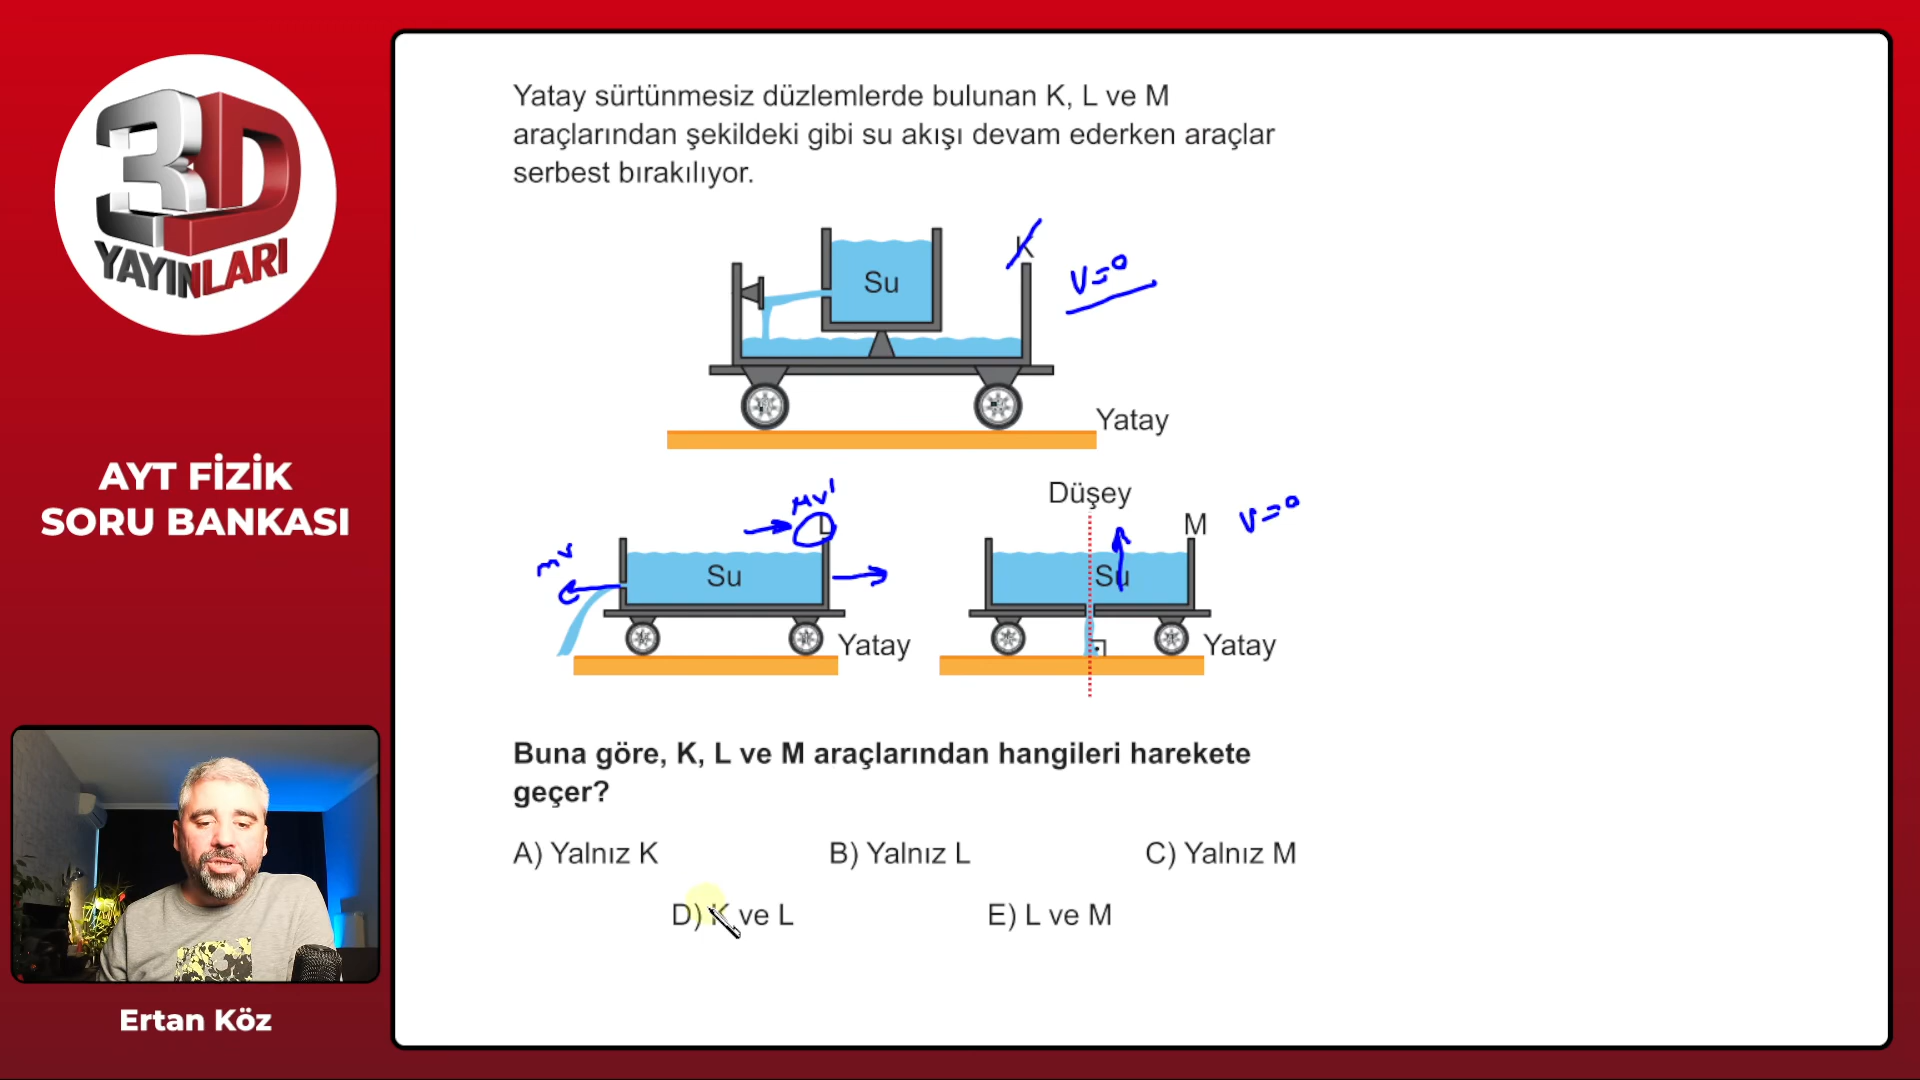 3D
YAYINLARI
AYT FİZİK
SORU BANKASI
Ertan Köz
Yatay sürtünmesiz düzlemlerde bulunan K, L ve M
araçlarından şekildeki gibi su akışı devam ederken araçlar
serbest bırakılıyor.
K
V=0
Su
Yatay
mv
Mv'
L
Su
Yatay
Düşey
M
V=0
Su
Yatay
Buna göre, K, L ve M araçlarından hangileri harekete
geçer?
A) Yalnız K
B) Yalnız L
C) Yalnız M
D) K ve L
E) L ve M